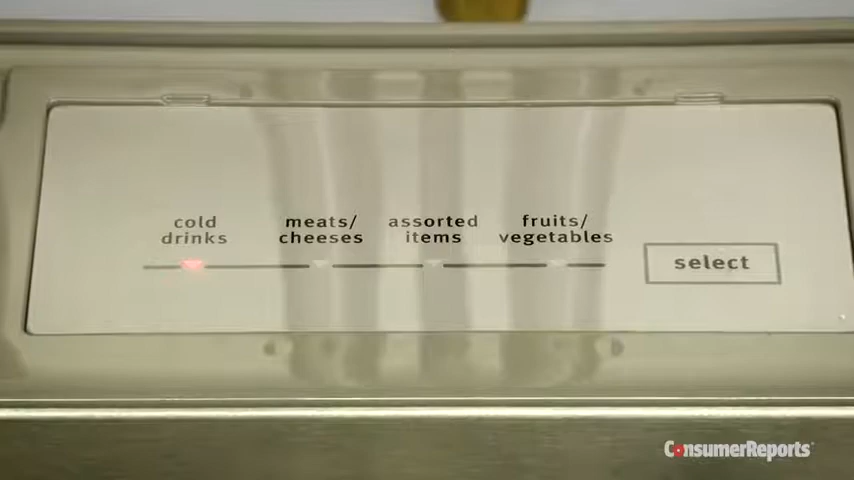 cold drinks
meats/ cheeses
assorted items
fruits/ vegetables
select
ConsumerReports